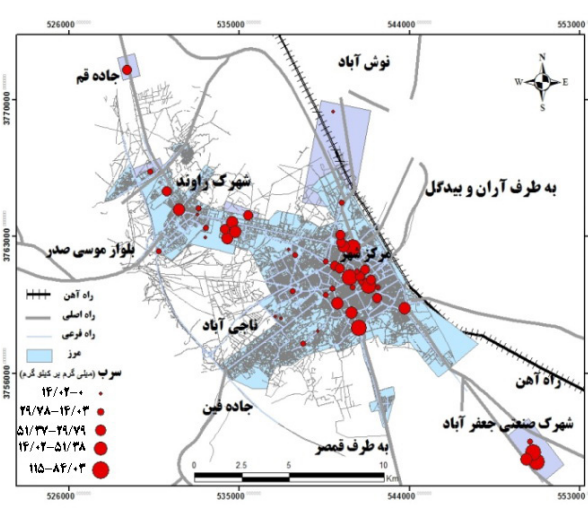 526000 535000 544000 553000
N
W E
S
3770000
3763000
3756000
نوش آباد
جاده قم
شهرک راوند
به طرف آران و بیدگل
بلوار موسی صدر
مرکز شهر
ناجی آباد
راه آهن
جاده فین
شهرک صنعتی جعفر آباد
به طرف قمصر
راه آهن
راه اصلی
راه فرعی
مرز
سرب (میلی گرم بر کیلو گرم)
۱۴/۰۲-۰
۲۹/۷۸-۱۴/۰۳
۵۱/۳۷-۲۹/۷۹
۱۴/۰۲-۵۱/۳۸
۱۱۵-۸۴/۰۳
0 2.5 5 10
Km
526000 535000 544000 553000